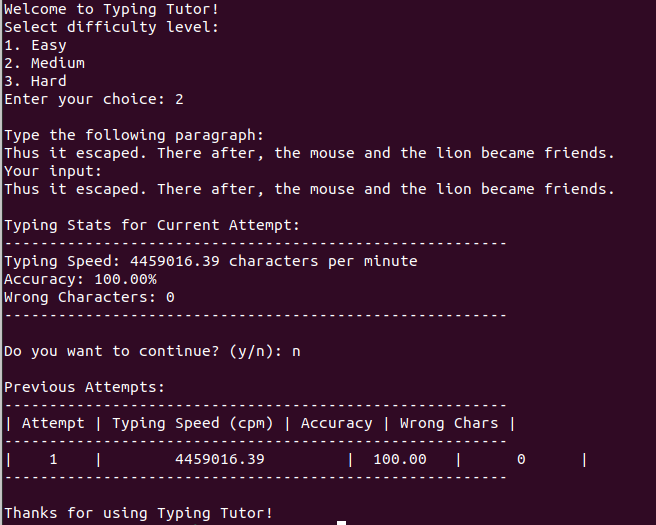 Welcome to Typing Tutor!
Select difficulty level:
1. Easy
2. Medium
3. Hard
Enter your choice: 2
Type the following paragraph:
Thus it escaped. There after, the mouse and the lion became friends.
Your input:
Thus it escaped. There after, the mouse and the lion became friends.
Typing Stats for Current Attempt:
--------------------------------------------------------
Typing Speed: 4459016.39 characters per minute
Accuracy: 100.00%
Wrong Characters: 0
--------------------------------------------------------
Do you want to continue? (y/n): n
Previous Attempts:
--------------------------------------------------------
| Attempt | Typing Speed (cpm) | Accuracy | Wrong Chars |
--------------------------------------------------------
|    1    |        4459016.39         |  100.00   |      0      |
--------------------------------------------------------
Thanks for using Typing Tutor!